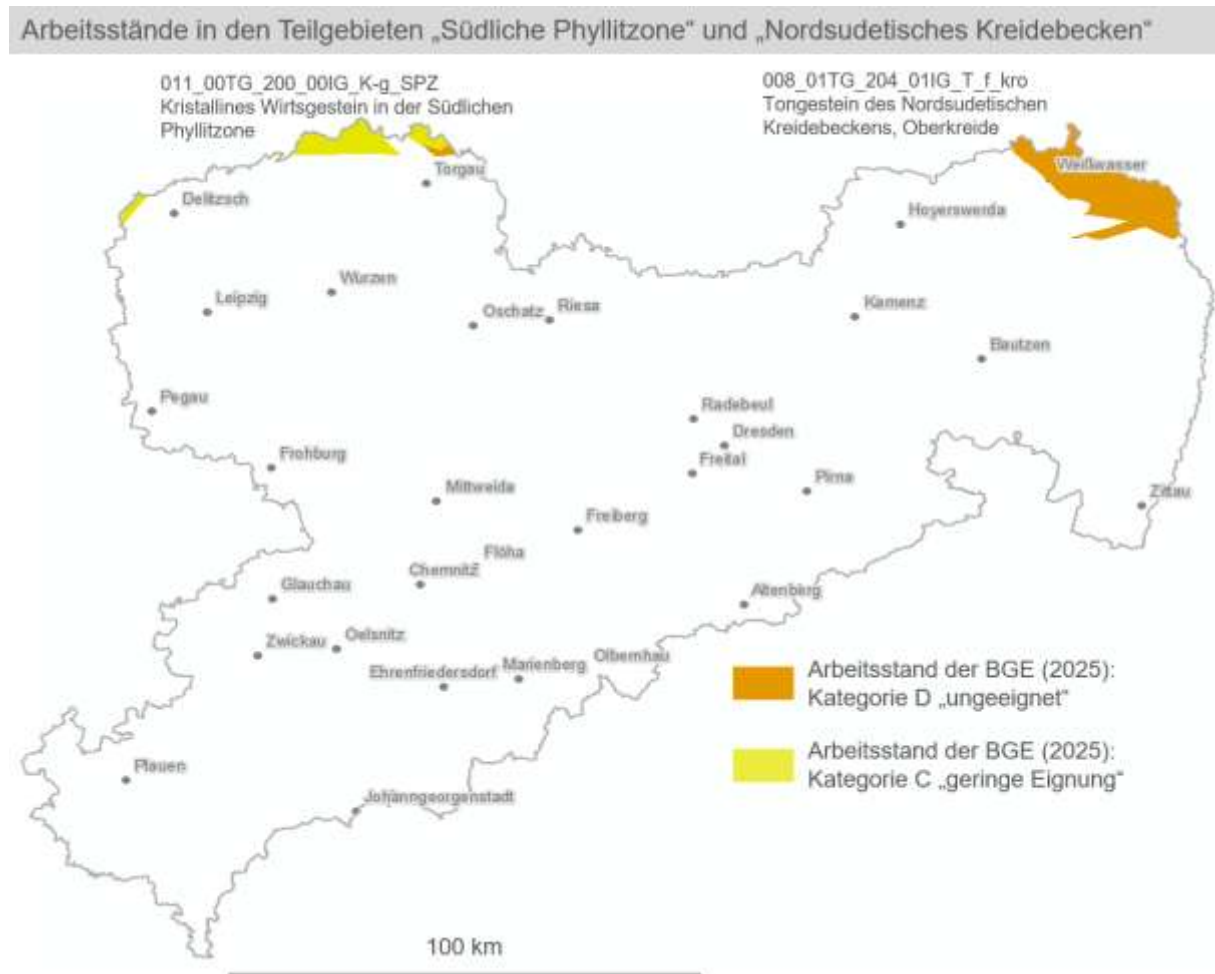 Arbeitsstände in den Teilgebieten „Südliche Phyllitzone“ und „Nordsudetisches Kreidebecken“
011_00TG_200_00IG_K-g_SPZ
Kristallines Wirtsgestein in der Südlichen
Phyllitzone
008_01TG_204_01IG_T_f_kro
Tongestein des Nordsudetischen
Kreidebeckens, Oberkreide
Weißwasser
Torgau
Delitzsch
Hoyerswerda
Wurzen
Leipzig
Oschatz
Riesa
Kamenz
Bautzen
Pegau
Radebeul
Dresden
Frohburg
Freital
Mittweida
Pirna
Zittau
Freiberg
Flöha
Chemnitz
Glauchau
Altenberg
Zwickau
Oelsnitz
Ehrenfriedersdorf
Marienberg
Olbernhau
Arbeitsstand der BGE (2025):
Kategorie D „ungeeignet“
Arbeitsstand der BGE (2025):
Kategorie C „geringe Eignung“
Plauen
Johanngeorgenstadt
100 km